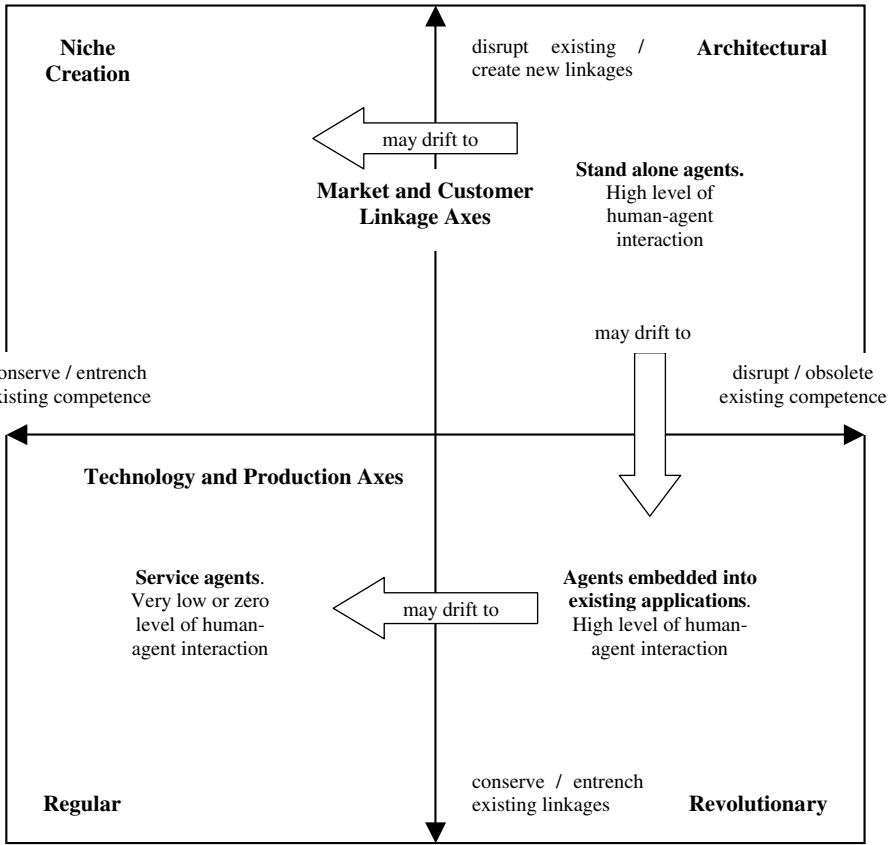 Niche
Creation
disrupt existing /
create new linkages
Architectural
may drift to
Market and Customer
Linkage Axes
Stand alone agents.
High level of
human-agent
interaction
may drift to
onserve / entrench
xisting competence
disrupt / obsolete
existing competence
Technology and Production Axes
Service agents.
Very low or zero
level of human-
agent interaction
may drift to
Agents embedded into
existing applications.
High level of human-
agent interaction
Regular
conserve / entrench
existing linkages
Revolutionary